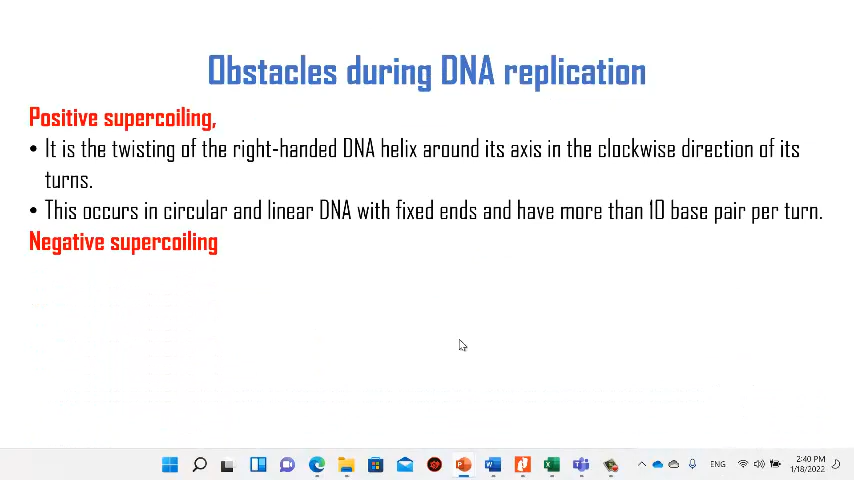 Obstacles during DNA replication
Positive supercoiling,
• It is the twisting of the right-handed DNA helix around its axis in the clockwise direction of its
turns.
• This occurs in circular and linear DNA with fixed ends and have more than 10 base pair per turn.
Negative supercoiling
ENG
2:40 PM
1/18/2022